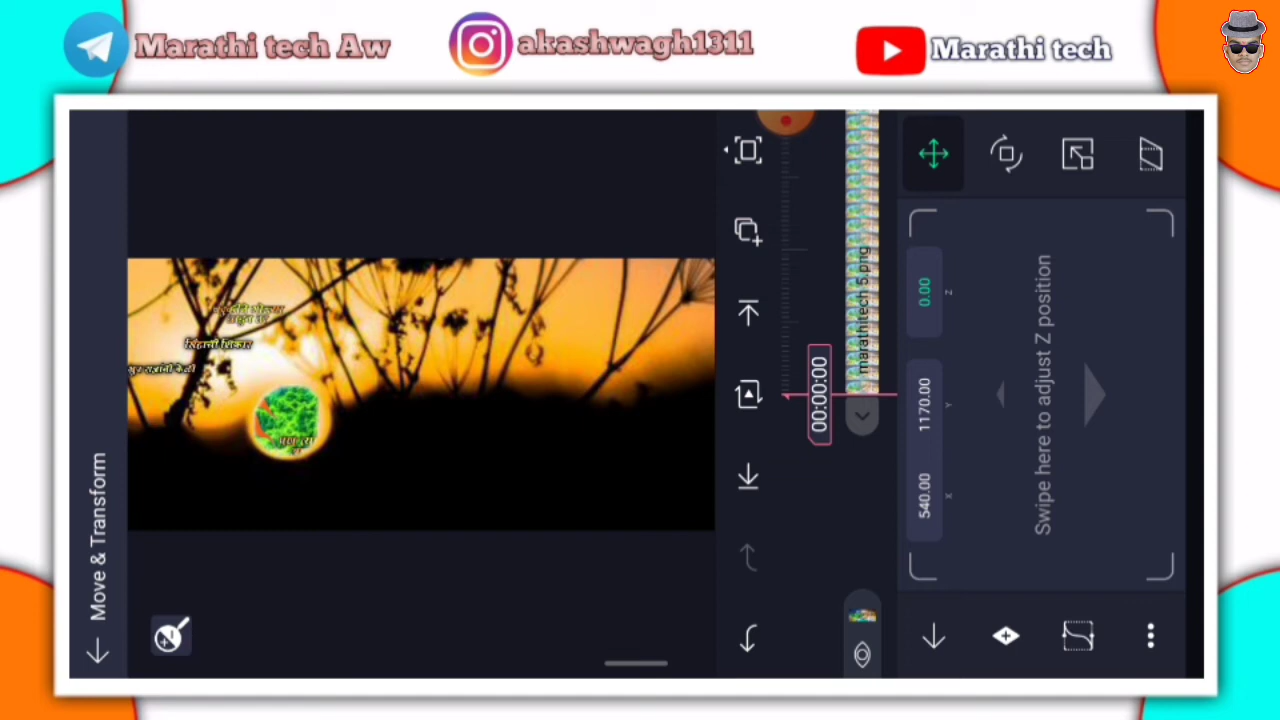 Marathi tech Aw
akashwagh1311
Marathi tech
Move & Transform
सिंहाची शिकार
00:00:00
marathitech 5.png
0.00
Z
1170.00
Y
540.00
X
Swipe here to adjust Z position